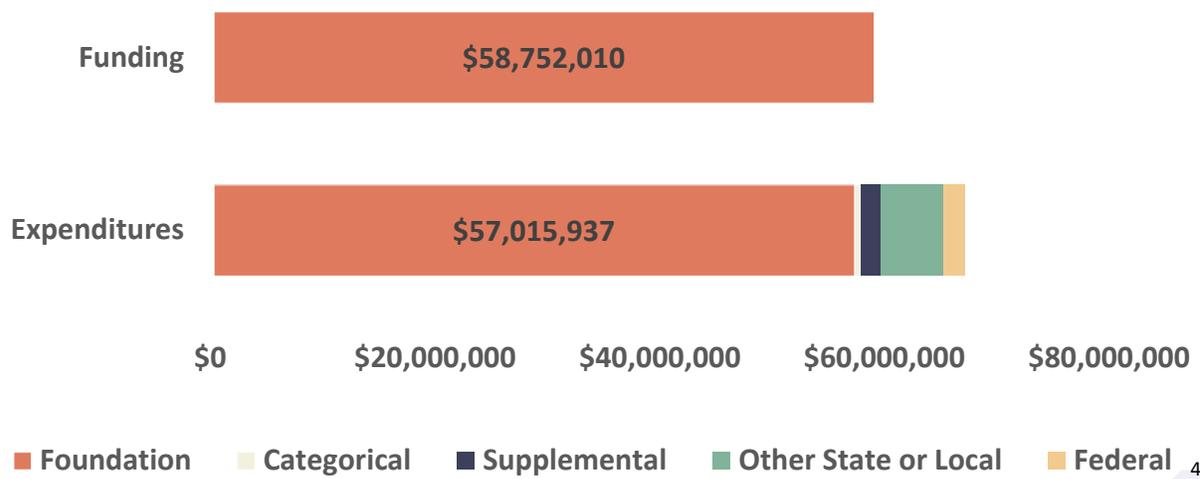 Funding
$58,752,010
Expenditures
$57,015,937
$0 $20,000,000 $40,000,000 $60,000,000 $80,000,000
Foundation Categorical Supplemental Other State or Local Federal
4